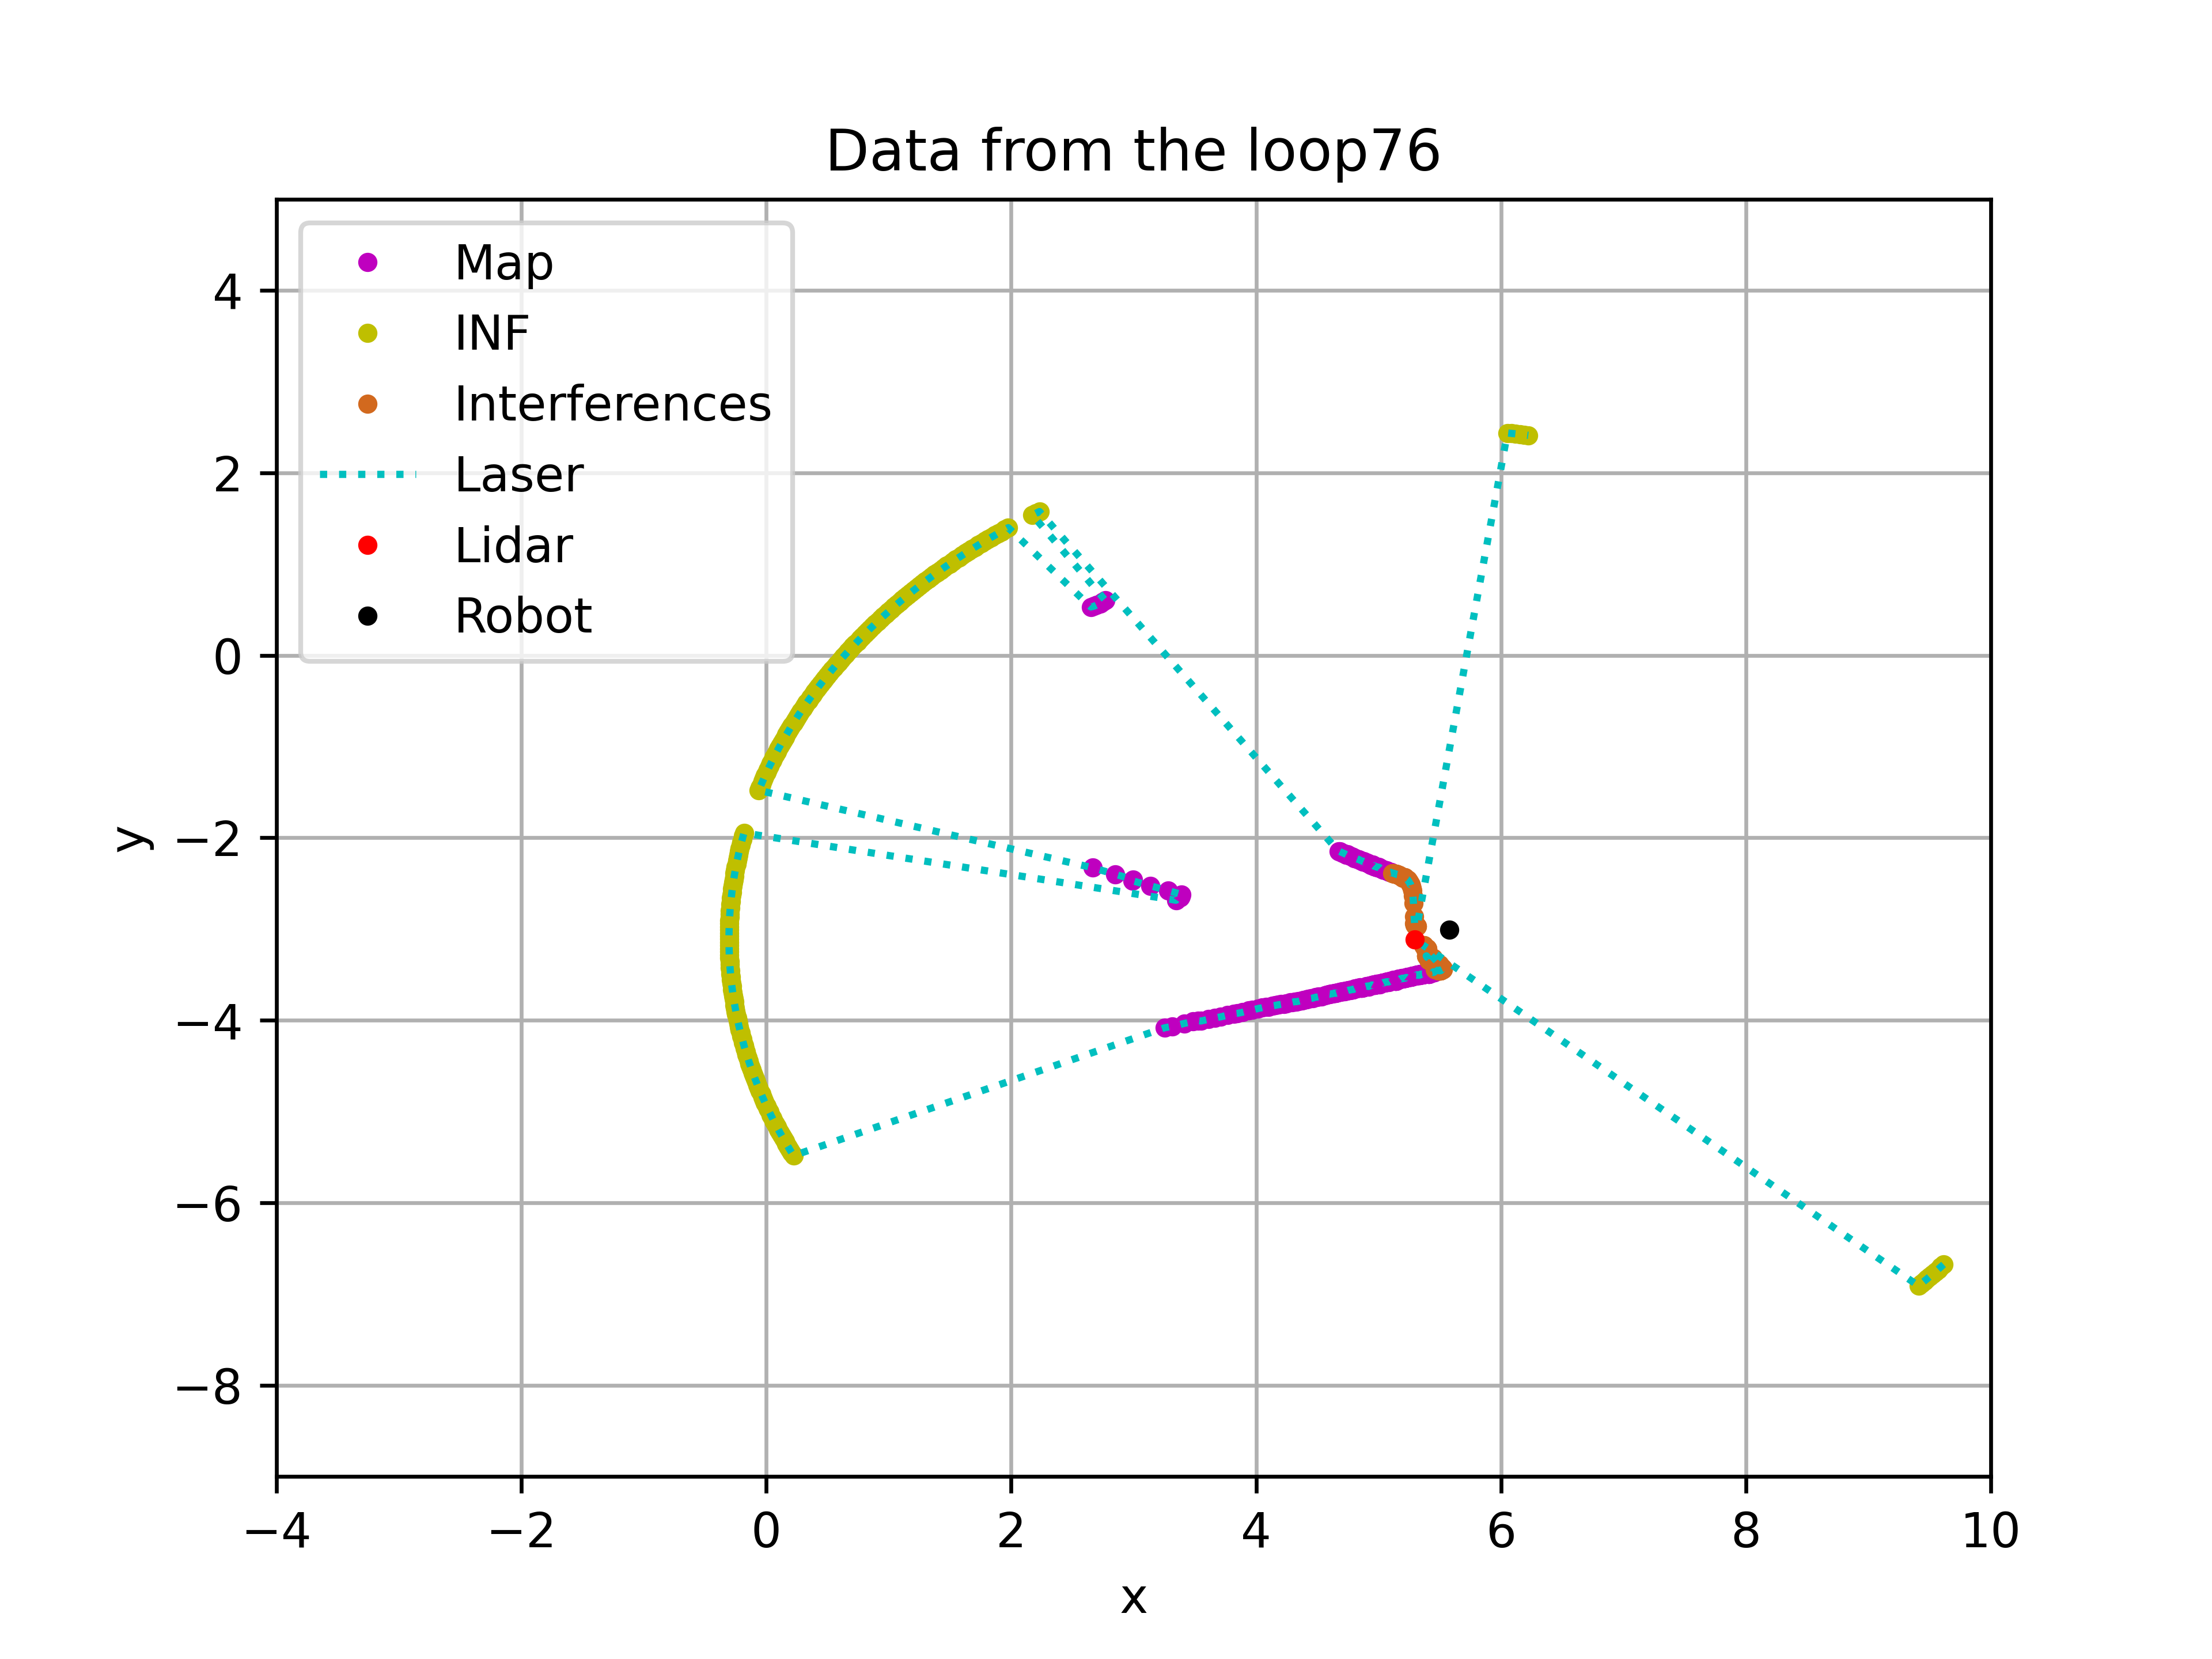 Data from the loop76
Map
INF
Interferences
Laser
Lidar
Robot
4
2
0
−2
−4
−6
−8
y
−4 −2 0 2 4 6 8 10
x